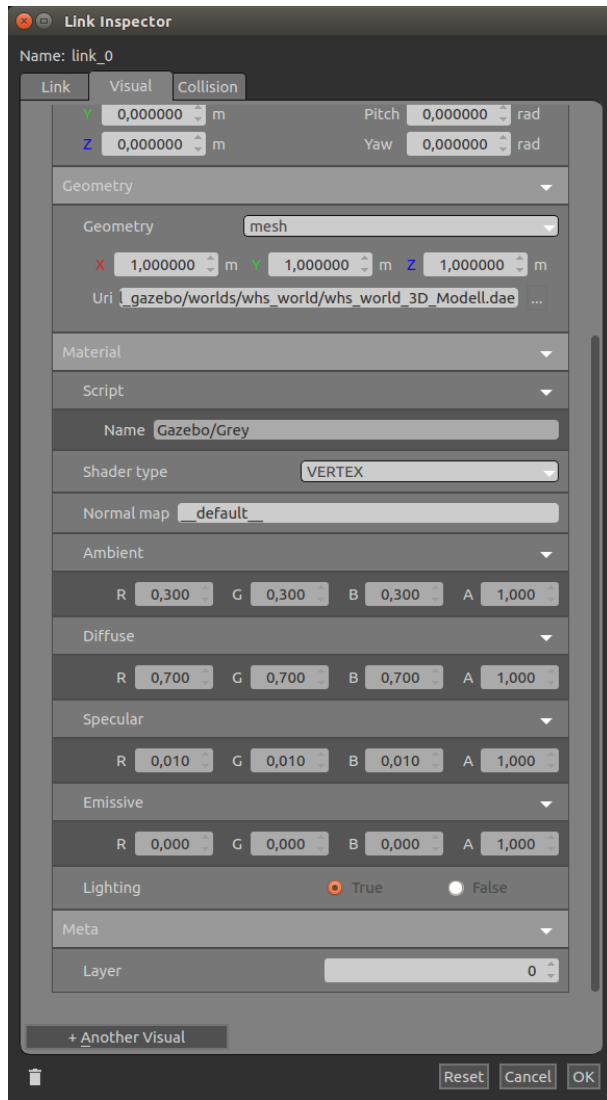 Link Inspector
Name: link_0
Link Visual Collision
Y 0,000000 m Pitch 0,000000 rad
Z 0,000000 m Yaw 0,000000 rad
Geometry
Geometry mesh
X 1,000000 m Y 1,000000 m Z 1,000000 m
Uri l_gazebo/worlds/whs_world/whs_world_3D_Modell.dae ...
Material
Script
Name Gazebo/Grey
Shader type VERTEX
Normal map __default__
Ambient
R 0,300 G 0,300 B 0,300 A 1,000
Diffuse
R 0,700 G 0,700 B 0,700 A 1,000
Specular
R 0,010 G 0,010 B 0,010 A 1,000
Emissive
R 0,000 G 0,000 B 0,000 A 1,000
Lighting True False
Meta
Layer 0
+ Another Visual
Reset Cancel OK